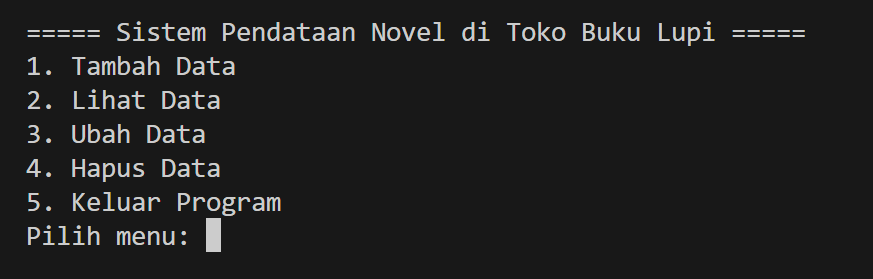 ===== Sistem Pendataan Novel di Toko Buku Lupi =====
1. Tambah Data
2. Lihat Data
3. Ubah Data
4. Hapus Data
5. Keluar Program
Pilih menu: